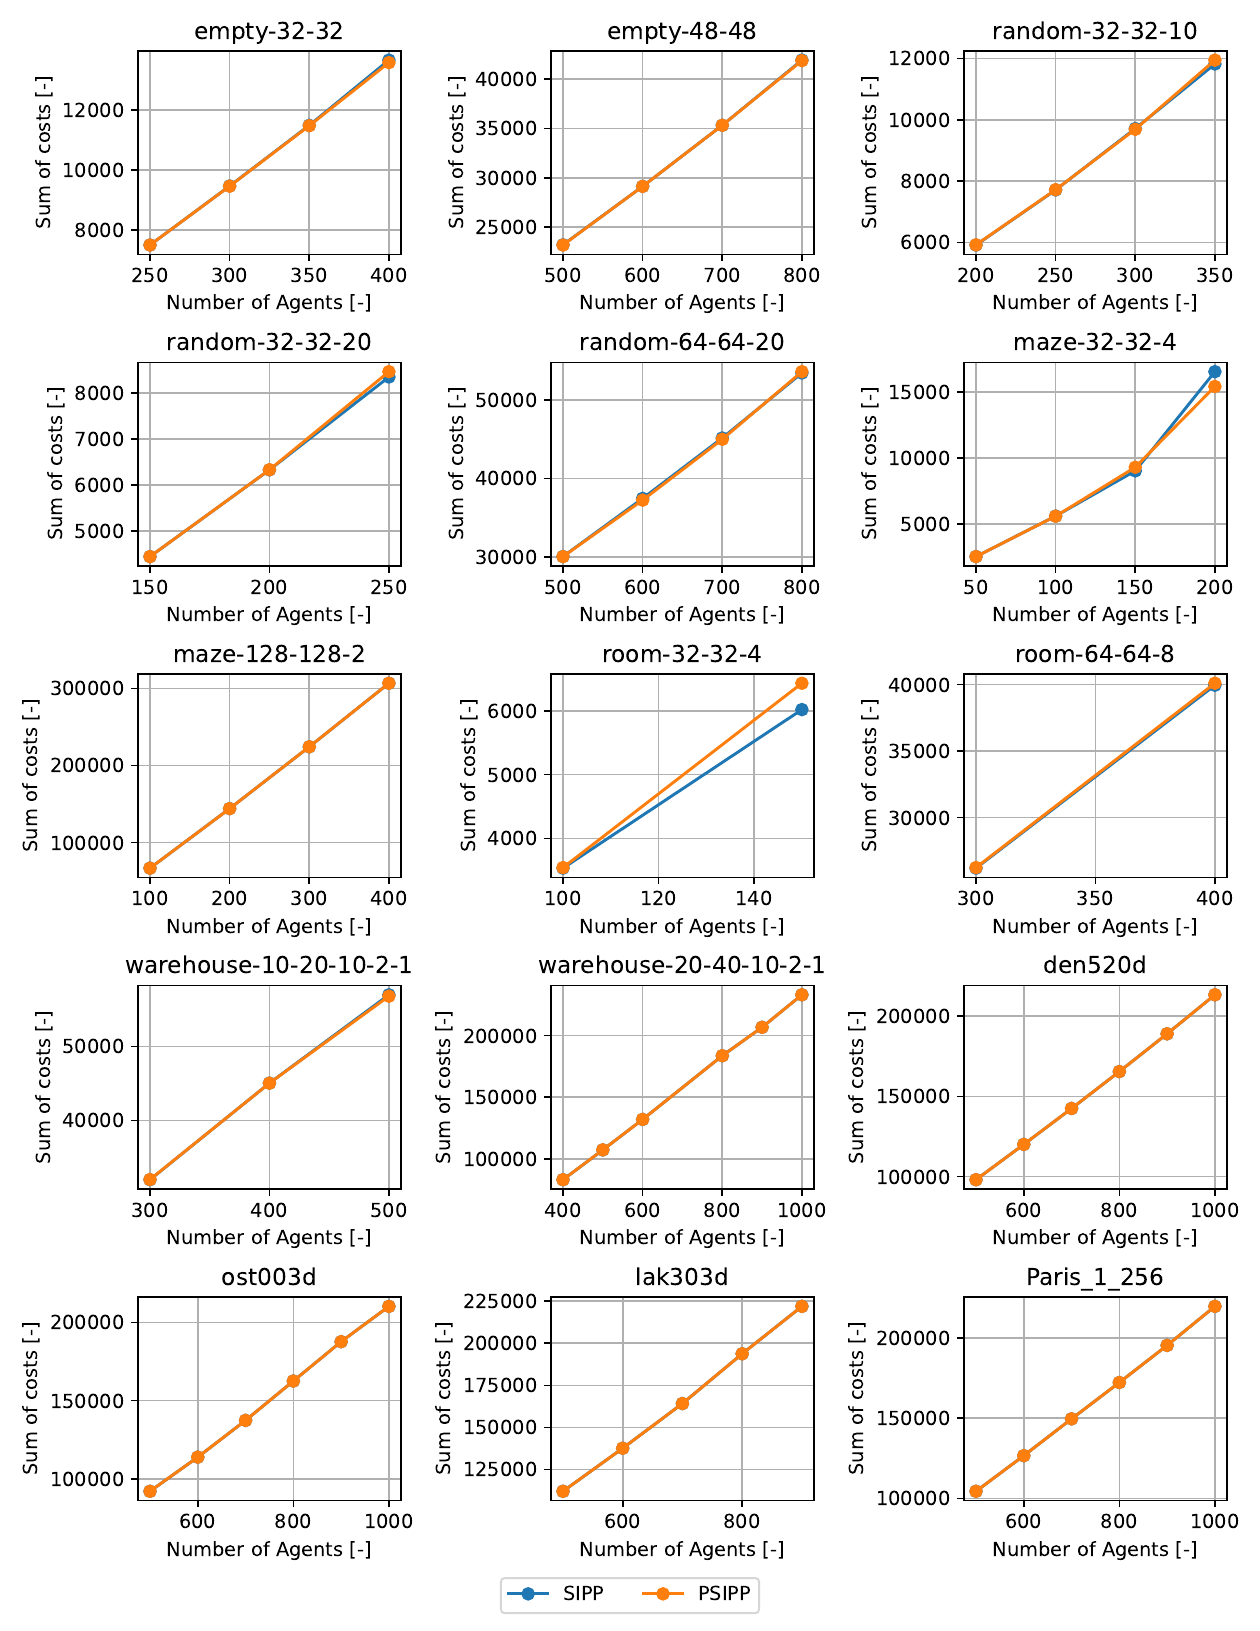 empty-32-32
Sum of costs [-]
12000
10000
8000
250 300 350 400
Number of Agents [-]
empty-48-48
Sum of costs [-]
40000
35000
30000
25000
500 600 700 800
Number of Agents [-]
random-32-32-10
Sum of costs [-]
12000
10000
8000
6000
200 250 300 350
Number of Agents [-]
random-32-32-20
Sum of costs [-]
8000
7000
6000
5000
150 200 250
Number of Agents [-]
random-64-64-20
Sum of costs [-]
50000
40000
30000
500 600 700 800
Number of Agents [-]
maze-32-32-4
Sum of costs [-]
15000
10000
5000
50 100 150 200
Number of Agents [-]
maze-128-128-2
Sum of costs [-]
300000
200000
100000
100 200 300 400
Number of Agents [-]
room-32-32-4
Sum of costs [-]
6000
5000
4000
100 120 140
Number of Agents [-]
room-64-64-8
Sum of costs [-]
40000
35000
30000
300 350 400
Number of Agents [-]
warehouse-10-20-10-2-1
Sum of costs [-]
50000
40000
300 400 500
Number of Agents [-]
warehouse-20-40-10-2-1
Sum of costs [-]
200000
150000
100000
400 600 800 1000
Number of Agents [-]
den520d
Sum of costs [-]
200000
150000
100000
600 800 1000
Number of Agents [-]
ost003d
Sum of costs [-]
200000
150000
100000
600 800 1000
Number of Agents [-]
lak303d
Sum of costs [-]
225000
200000
175000
150000
125000
600 800
Number of Agents [-]
Paris_1_256
Sum of costs [-]
200000
150000
100000
600 800 1000
Number of Agents [-]
SIPP PSIPP